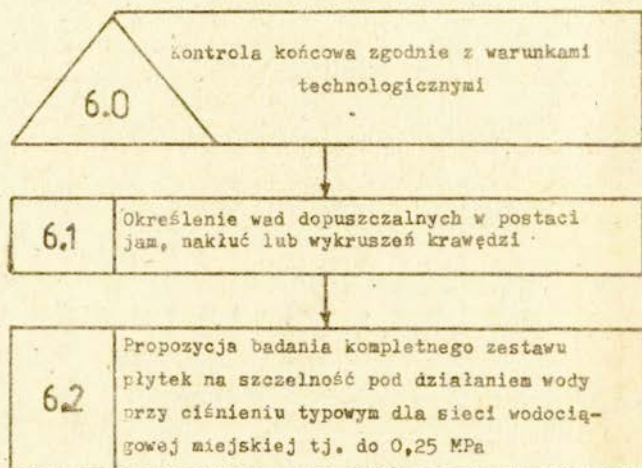 6.0
Kontrola końcowa zgodnie z warunkami
technologicznymi
6.1
Określenie wad dopuszczalnych w postaci
jam, nakłuć lub wykruszeń krawędzi
6.2
Propozycja badania kompletnego zestawu
płytek na szczelność pod działaniem wody
przy ciśnieniu typowym dla sieci wodocią-
gowej miejskiej tj. do 0,25 MPa